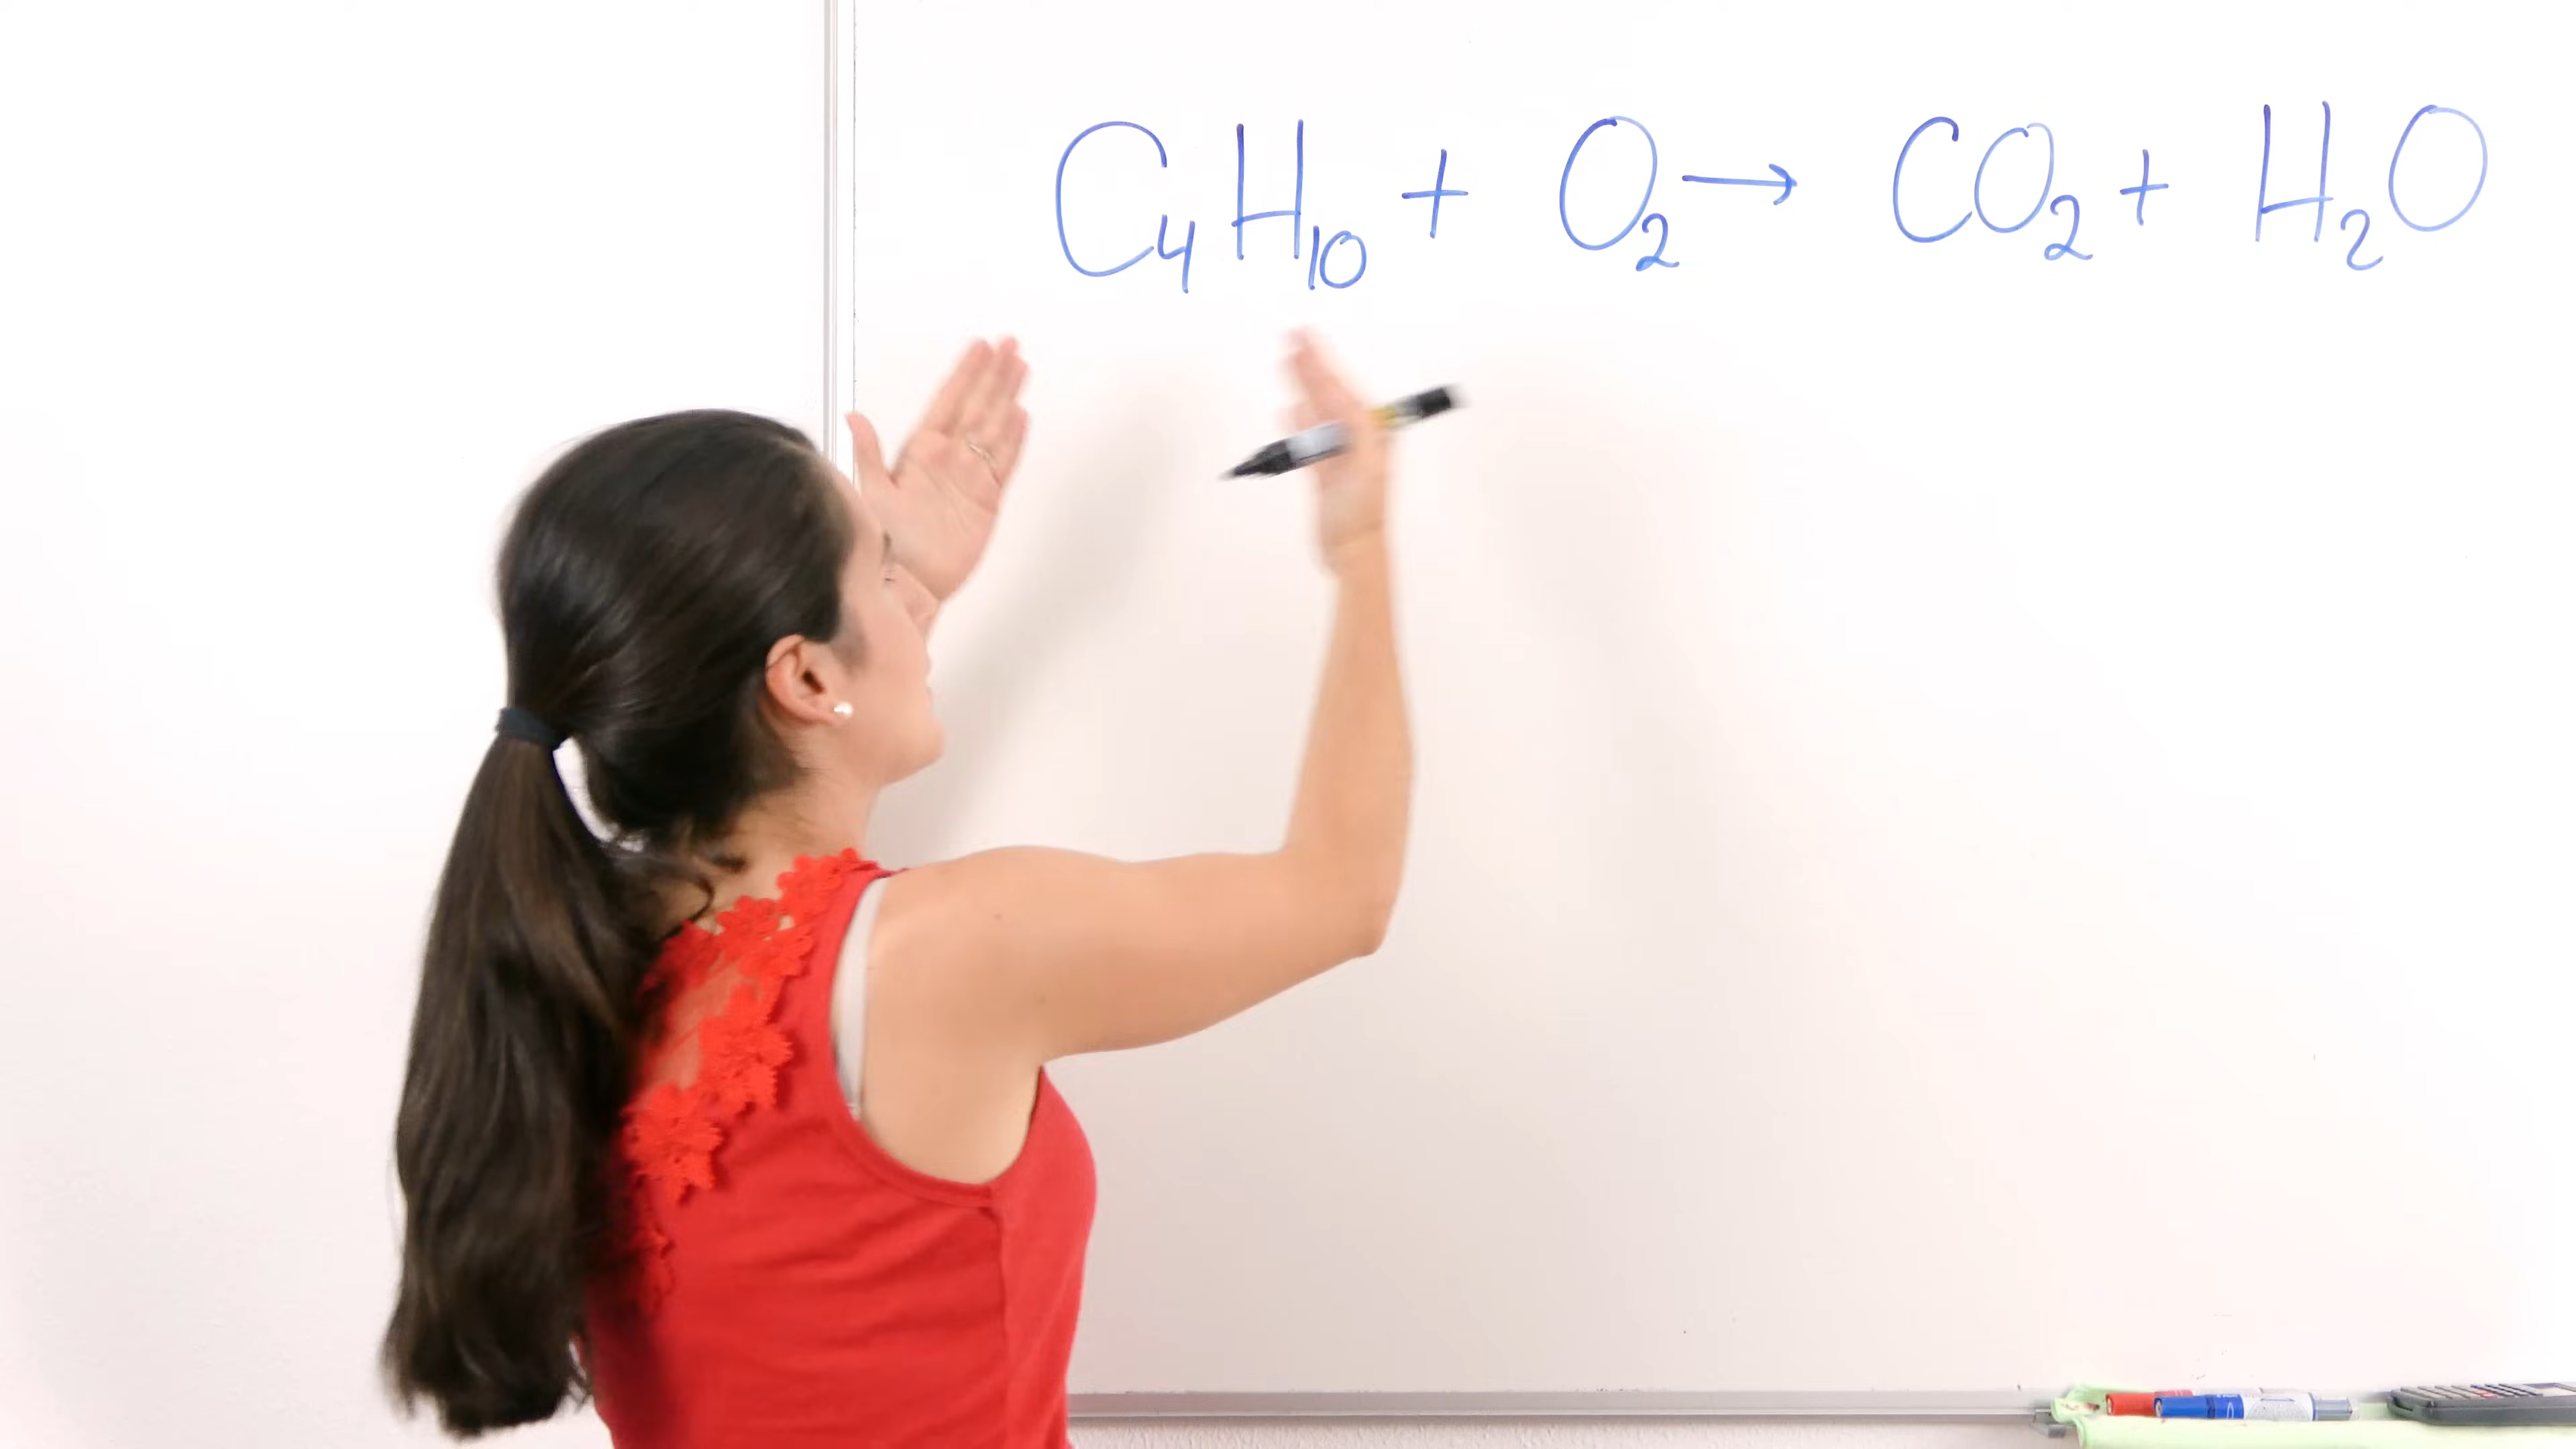 C₄H₁₀ + O₂ → CO₂ + H₂O